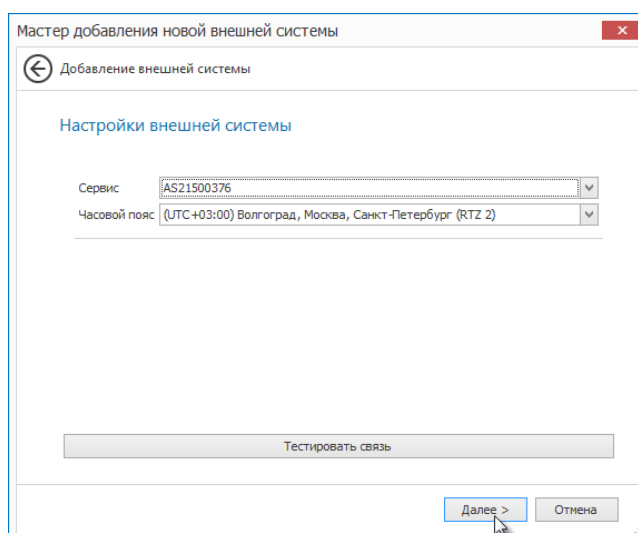 Мастер добавления новой внешней системы
Добавление внешней системы
Настройки внешней системы
Сервис AS21500376
Часовой пояс (UTC+03:00) Волгоград, Москва, Санкт-Петербург (RTZ 2)
Тестировать связь
Далее > Отмена